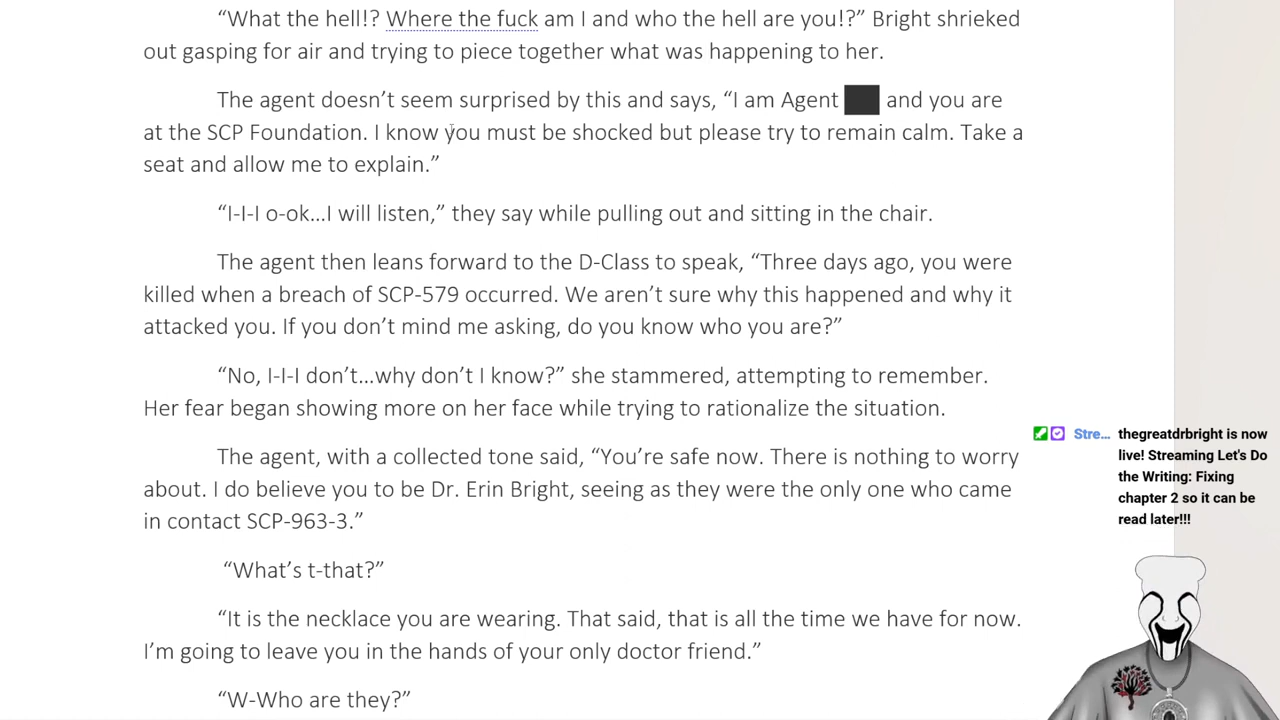 “What the hell!? Where the fuck am I and who the hell are you!?” Bright shrieked
out gasping for air and trying to piece together what was happening to her.
The agent doesn’t seem surprised by this and says, “I am Agent and you are
at the SCP Foundation. I know you must be shocked but please try to remain calm. Take a
seat and allow me to explain.”
“I-I-I o-ok...I will listen,” they say while pulling out and sitting in the chair.
The agent then leans forward to the D-Class to speak, “Three days ago, you were
killed when a breach of SCP-579 occurred. We aren’t sure why this happened and why it
attacked you. If you don’t mind me asking, do you know who you are?”
“No, I-I-I don’t...why don’t I know?” she stammered, attempting to remember.
Her fear began showing more on her face while trying to rationalize the situation.
The agent, with a collected tone said, “You’re safe now. There is nothing to worry
about. I do believe you to be Dr. Erin Bright, seeing as they were the only one who came
in contact SCP-963-3.”
“What’s t-that?”
“It is the necklace you are wearing. That said, that is all the time we have for now.
I’m going to leave you in the hands of your only doctor friend.”
“W-Who are they?”
Stre... thegreatdrbright is now
live! Streaming Let's Do
the Writing: Fixing
chapter 2 so it can be
read later!!!